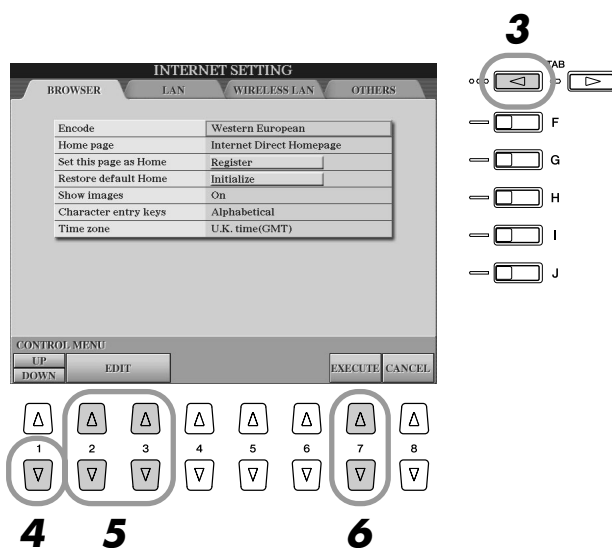 3
TAB
INTERNET SETTING
BROWSER LAN WIRELESS LAN OTHERS
Encode Western European
Home page Internet Direct Homepage
Set this page as Home Register
Restore default Home Initialize
Show images On
Character entry keys Alphabetical
Time zone U.K. time(GMT)
F
G
H
I
J
CONTROL MENU
UP
DOWN
EDIT
EXECUTE
CANCEL
1 2 3 4 5 6 7 8
4 5 6